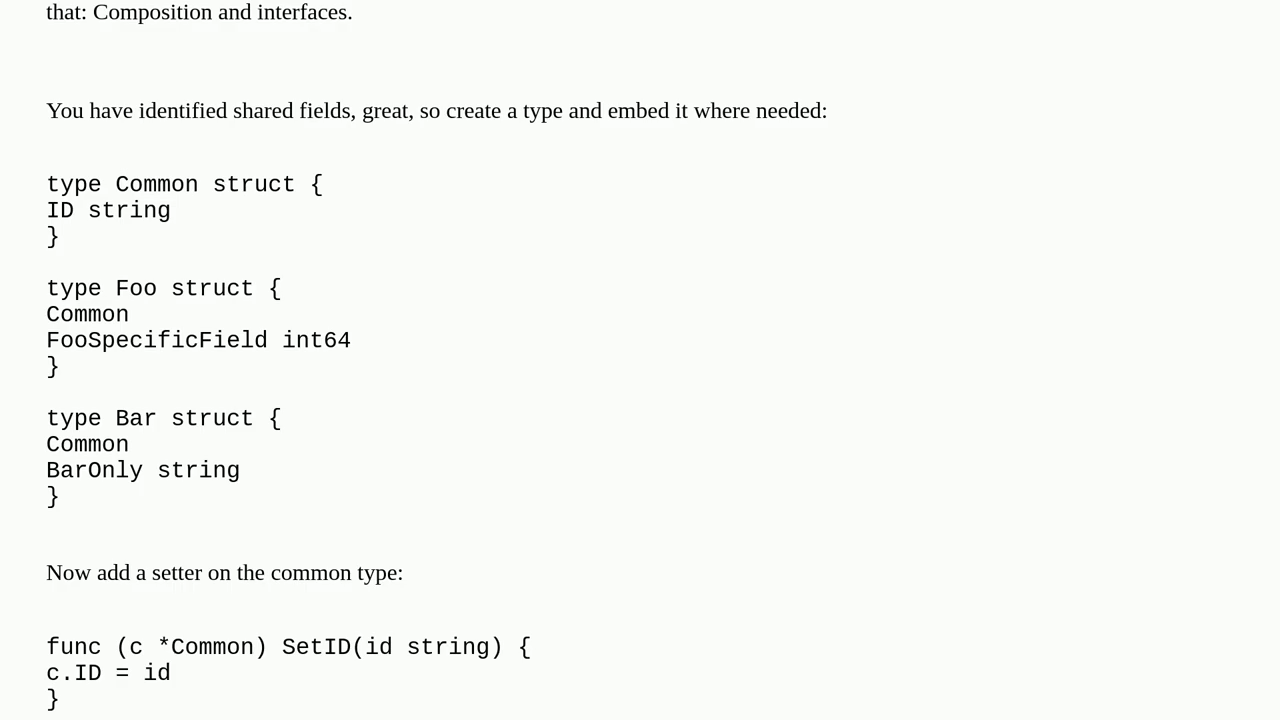 that: Composition and interfaces.
You have identified shared fields, great, so create a type and embed it where needed:
type Common struct {
ID string
}
type Foo struct {
Common
FooSpecificField int64
}
type Bar struct {
Common
BarOnly string
}
Now add a setter on the common type:
func (c *Common) SetID(id string) {
c.ID = id
}